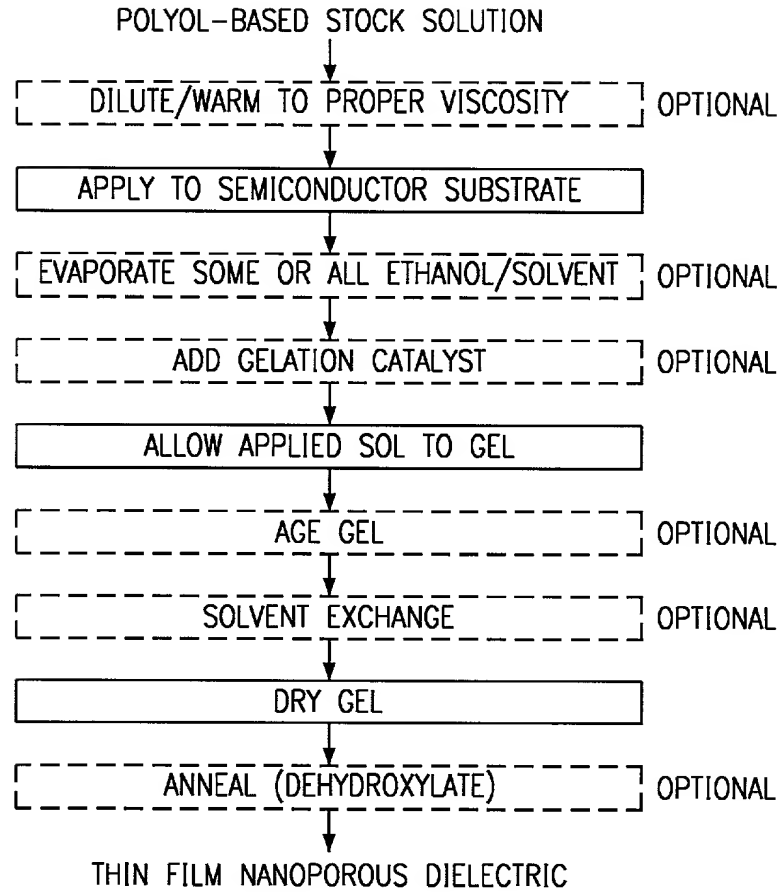 POLYOL-BASED STOCK SOLUTION
DILUTE/WARM TO PROPER VISCOSITY OPTIONAL
APPLY TO SEMICONDUCTOR SUBSTRATE
EVAPORATE SOME OR ALL ETHANOL/SOLVENT OPTIONAL
ADD GELATION CATALYST OPTIONAL
ALLOW APPLIED SOL TO GEL
AGE GEL OPTIONAL
SOLVENT EXCHANGE OPTIONAL
DRY GEL
ANNEAL (DEHYDROXYLATE) OPTIONAL
THIN FILM NANOPOROUS DIELECTRIC